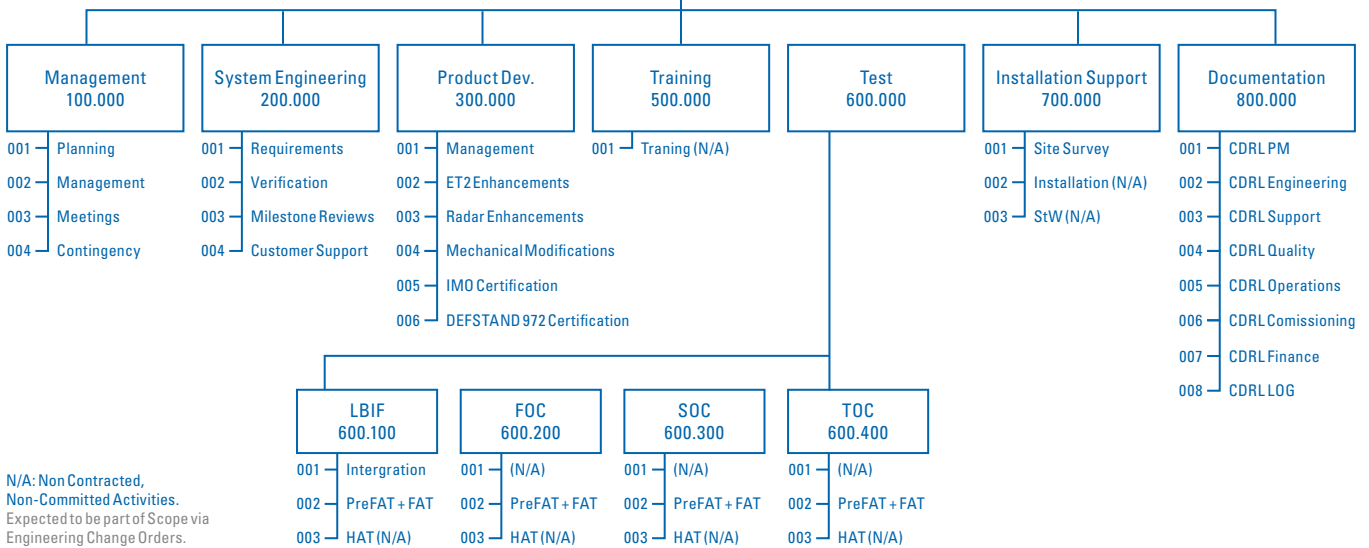 Management
100.000
001 Planning
002 Management
003 Meetings
004 Contingency
System Engineering
200.000
001 Requirements
002 Verification
003 Milestone Reviews
004 Customer Support
Product Dev.
300.000
001 Management
002 ET2 Enhancements
003 Radar Enhancements
004 Mechanical Modifications
005 IMO Certification
006 DEFSTAND 972 Certification
Training
500.000
001 Traning (N/A)
Test
600.000
Installation Support
700.000
001 Site Survey
002 Installation (N/A)
003 StW (N/A)
Documentation
800.000
001 CDRL PM
002 CDRL Engineering
003 CDRL Support
004 CDRL Quality
005 CDRL Operations
006 CDRL Comissioning
007 CDRL Finance
008 CDRL LOG
LBIF
600.100
001 Intergration
002 PreFAT + FAT
003 HAT (N/A)
FOC
600.200
001 (N/A)
002 PreFAT + FAT
003 HAT (N/A)
SOC
600.300
001 (N/A)
002 PreFAT + FAT
003 HAT (N/A)
TOC
600.400
001 (N/A)
002 PreFAT + FAT
003 HAT (N/A)
N/A: Non Contracted,
Non-Committed Activities.
Expected to be part of Scope via
Engineering Change Orders.